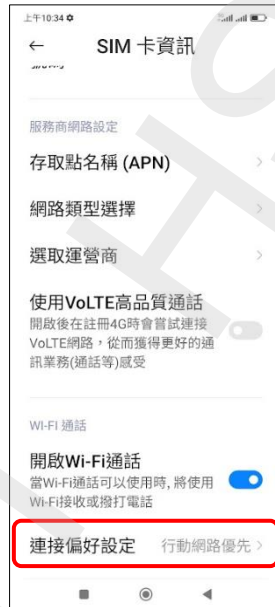 上午10:34
SIM 卡資訊
服務商網路設定
存取點名稱 (APN)
網路類型選擇
選取運營商
使用VoLTE高品質通話
開啟後在註冊4G時會嘗試連接
VoLTE網路，從而獲得更好的通
訊業務(通話等)感受
WI-FI 通話
開啟Wi-Fi通話
當Wi-Fi通話可以使用時, 將使用
Wi-Fi接收或撥打電話
連接偏好設定 行動網路優先